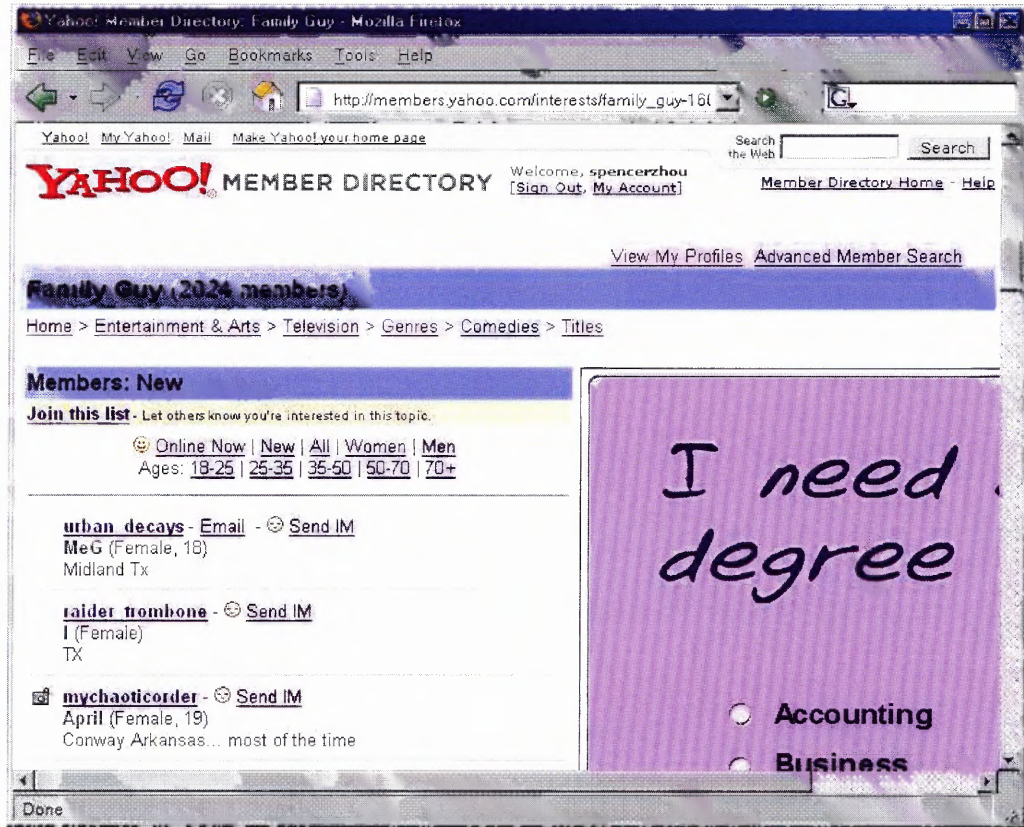 Yahoo! Member Directory: Family Guy - Mozilla Firefox
File Edit View Go Bookmarks Tools Help
http://members.yahoo.com/interests/family_guy-16(
G
Yahoo! My Yahoo! Mail Make Yahoo! your home page
Search the Web
Search
YAHOO! MEMBER DIRECTORY
Welcome, spencerzhou
[Sign Out, My Account]
Member Directory Home - Help
View My Profiles Advanced Member Search
Family Guy (2024 members)
Home > Entertainment & Arts > Television > Genres > Comedies > Titles
Members: New
Join this list - Let others know you're interested in this topic.
Online Now | New | All | Women | Men
Ages: 18-25 | 25-35 | 35-50 | 50-70 | 70+
urban_decays - Email - Send IM
MeG (Female, 18)
Midland Tx
raider_trombone - Send IM
I (Female)
TX
mychaoticorder - Send IM
April (Female, 19)
Conway Arkansas... most of the time
I need
degree
Accounting
Business
Done